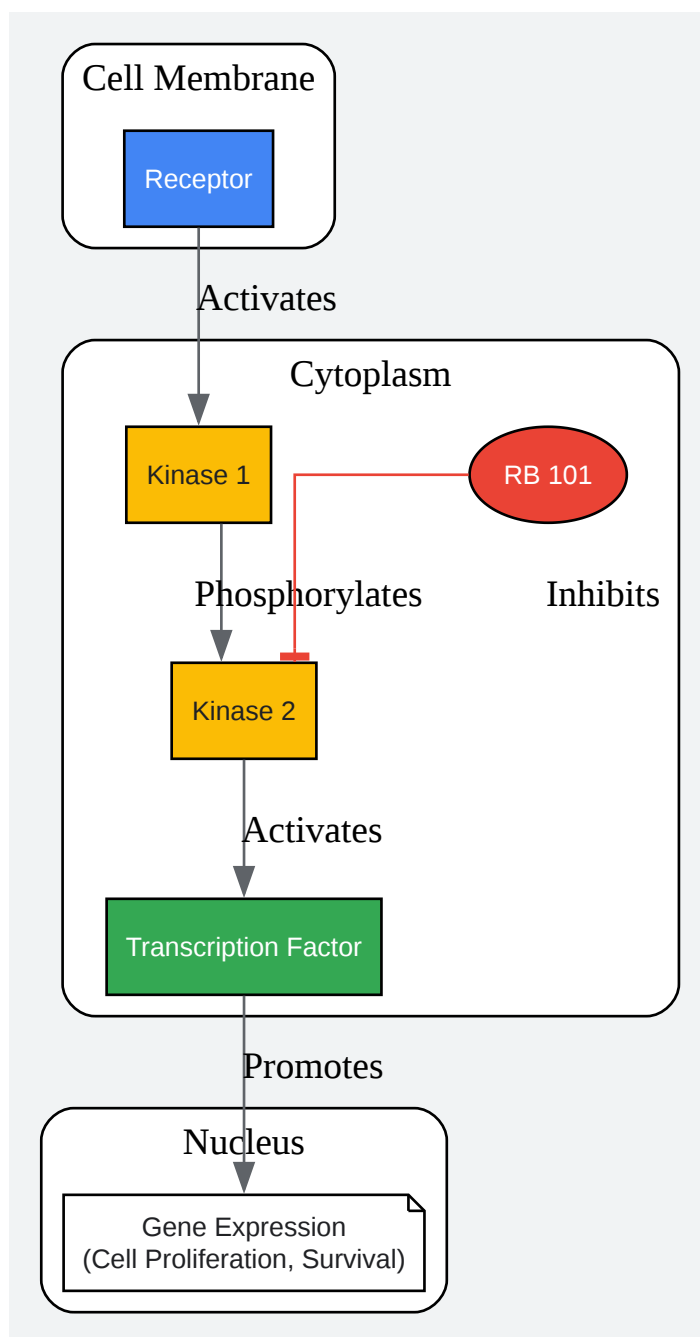 Cell Membrane
Receptor
Activates
Cytoplasm
Kinase 1
RB 101
Phosphorylates
Inhibits
Kinase 2
Activates
Transcription Factor
Promotes
Nucleus
Gene Expression
(Cell Proliferation, Survival)